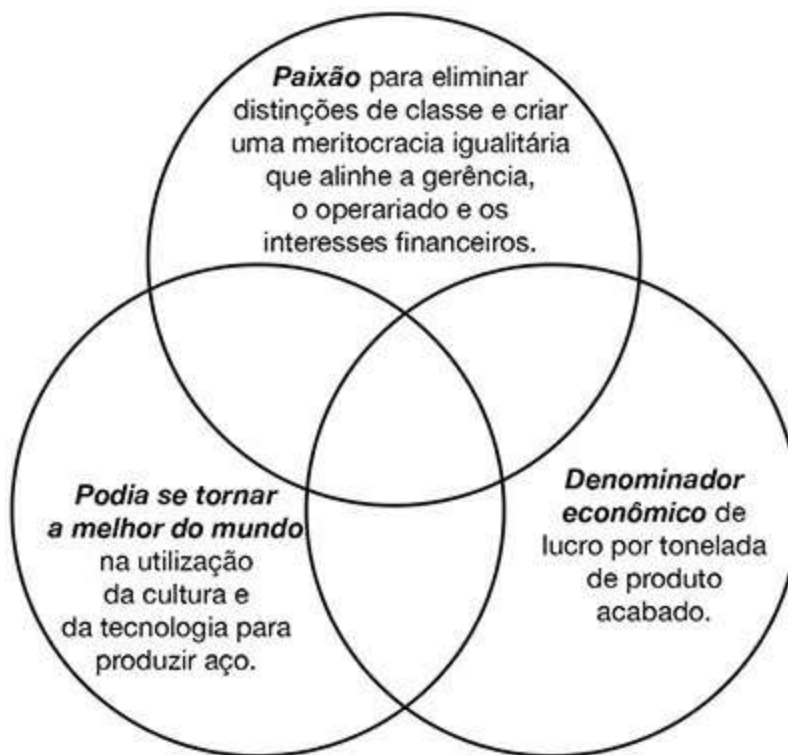 Paixão para eliminar
distinções de classe e criar
uma meritocracia igualitária
que alinhe a gerência,
o operariado e os
interesses financeiros.
Podia se tornar
a melhor do mundo
na utilização
da cultura e
da tecnologia para
produzir aço.
Denominador
econômico de
lucro por tonelada
de produto
acabado.